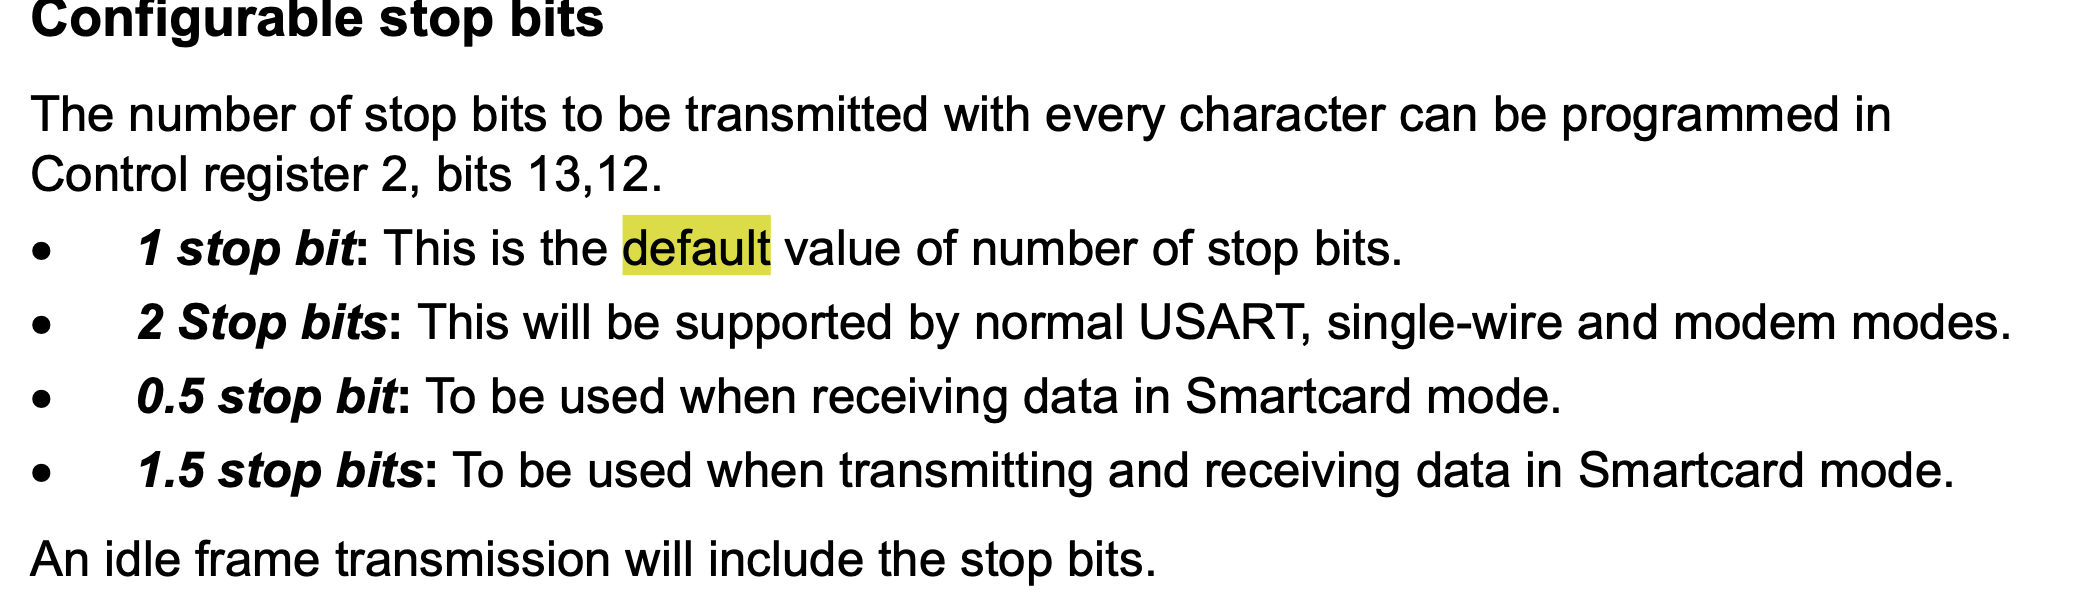 Configurable stop bits
The number of stop bits to be transmitted with every character can be programmed in
Control register 2, bits 13,12.
• 1 stop bit: This is the default value of number of stop bits.
• 2 Stop bits: This will be supported by normal USART, single-wire and modem modes.
• 0.5 stop bit: To be used when receiving data in Smartcard mode.
• 1.5 stop bits: To be used when transmitting and receiving data in Smartcard mode.
An idle frame transmission will include the stop bits.